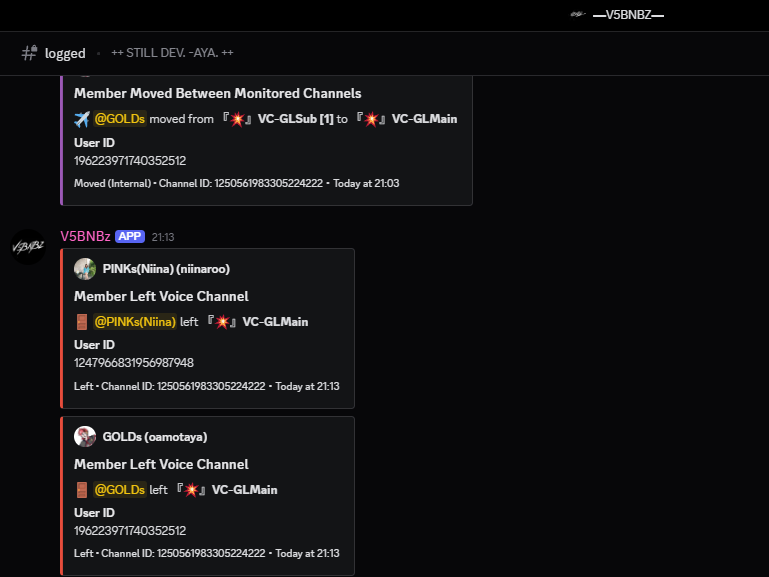 —V5BNBZ—
logged · ++ STILL DEV. -AYA. ++
Member Moved Between Monitored Channels
@GOLDs moved from 『💥』 VC-GLSub [1] to 『💥』 VC-GLMain
User ID
196223971740352512
Moved (Internal) • Channel ID: 1250561983305224222 • Today at 21:03
V5BNBz APP 21:13
V5BNBZ
PINKs(Niina) (niinaroo)
Member Left Voice Channel
🚪 @PINKs(Niina) left 『💥』 VC-GLMain
User ID
1247966831956987948
Left • Channel ID: 1250561983305224222 • Today at 21:13
GOLDs (oamotaya)
Member Left Voice Channel
🚪 @GOLDs left 『💥』 VC-GLMain
User ID
196223971740352512
Left • Channel ID: 1250561983305224222 • Today at 21:13